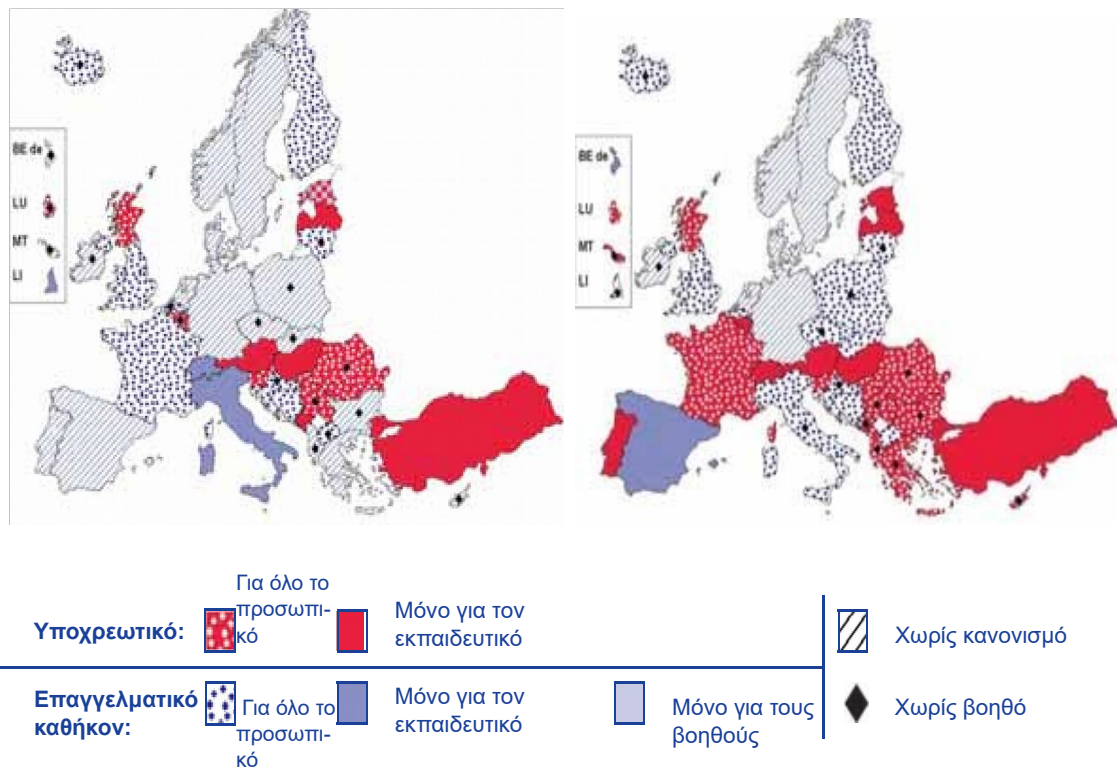 BE de
LU
MT
LI
BE de
LU
MT
LI
Για όλο το
προσωπι-
κό
Υποχρεωτικό:
Μόνο για τον
εκπαιδευτικό
Χωρίς κανονισμό
Επαγγελματικό
καθήκον:
Για όλο το
προσωπι-
κό
Μόνο για τον
εκπαιδευτικό
Μόνο για τους
βοηθούς
Χωρίς βοηθό